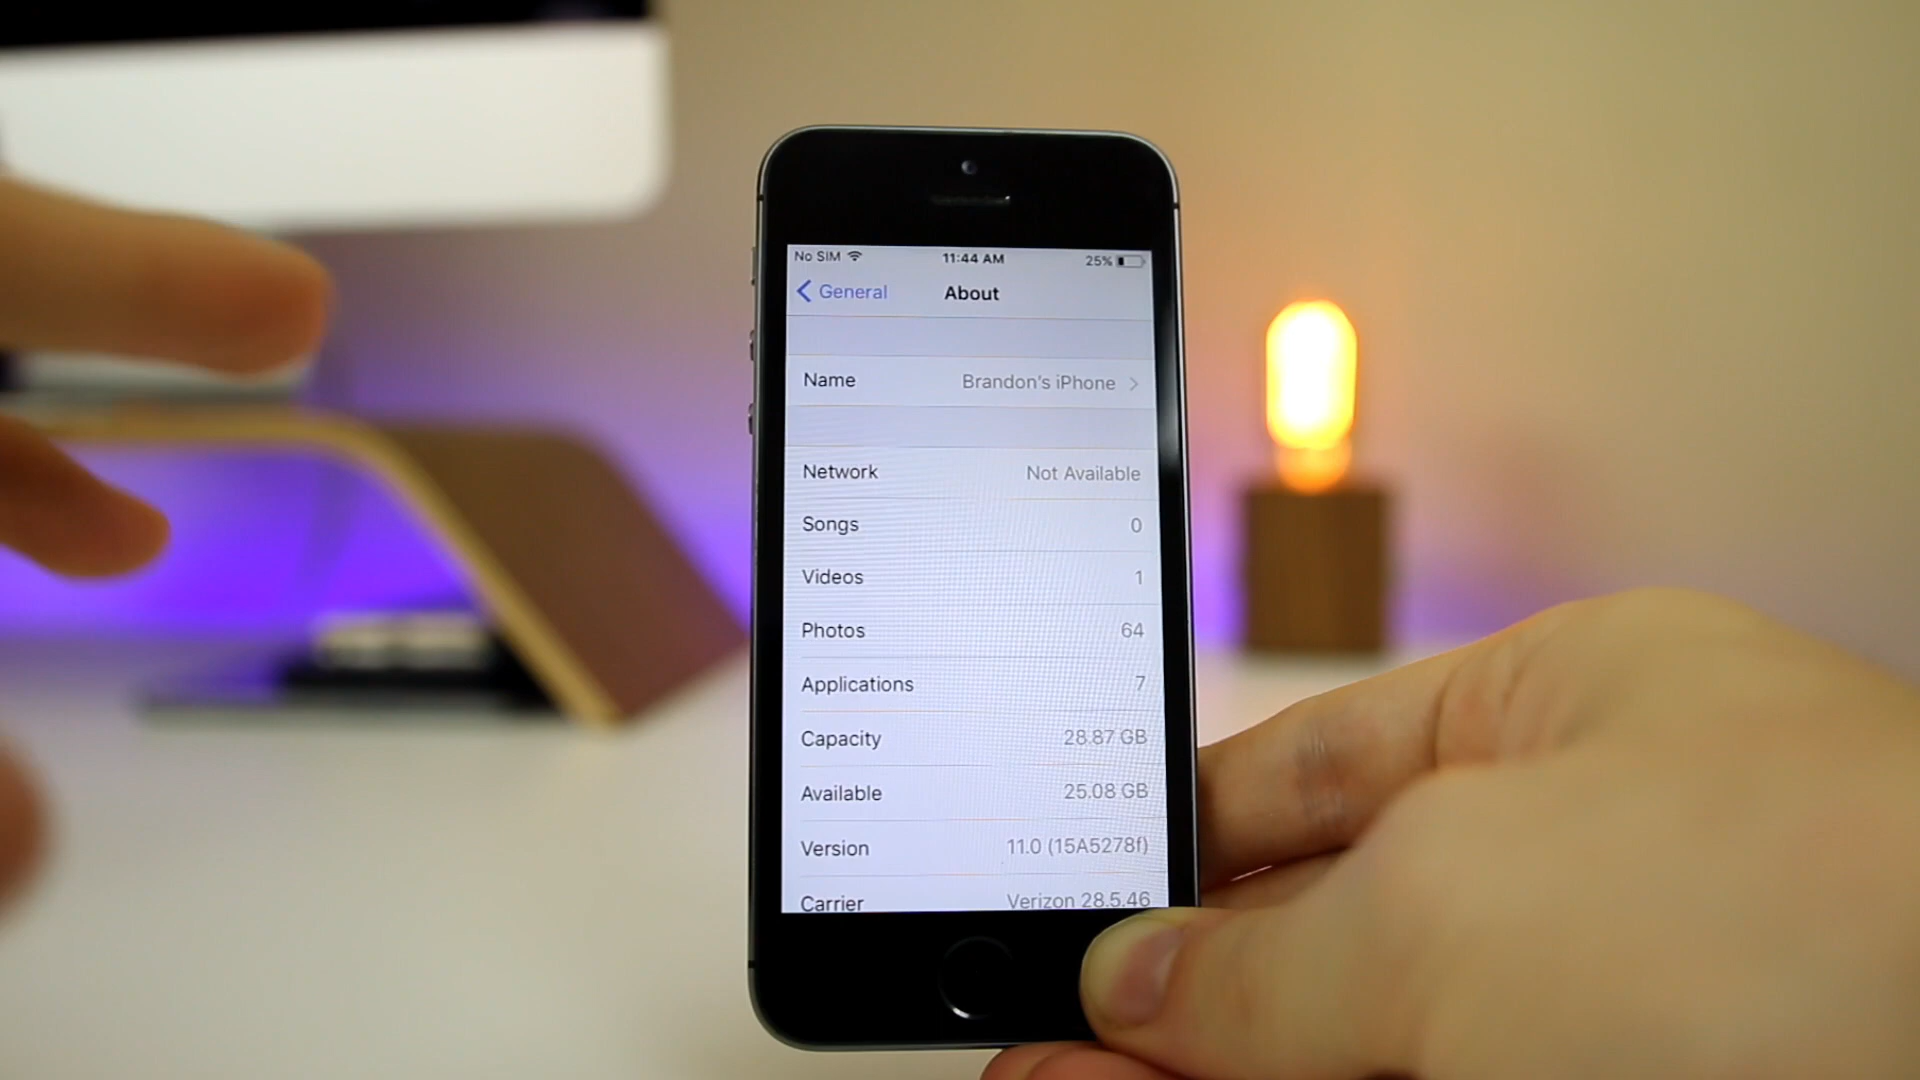 No SIM 11:44 AM 25%
General About
Name Brandon's iPhone
Network Not Available
Songs 0
Videos 1
Photos 64
Applications 7
Capacity 28.87 GB
Available 25.08 GB
Version 11.0 (15A5278f)
Carrier Verizon 28.5.46